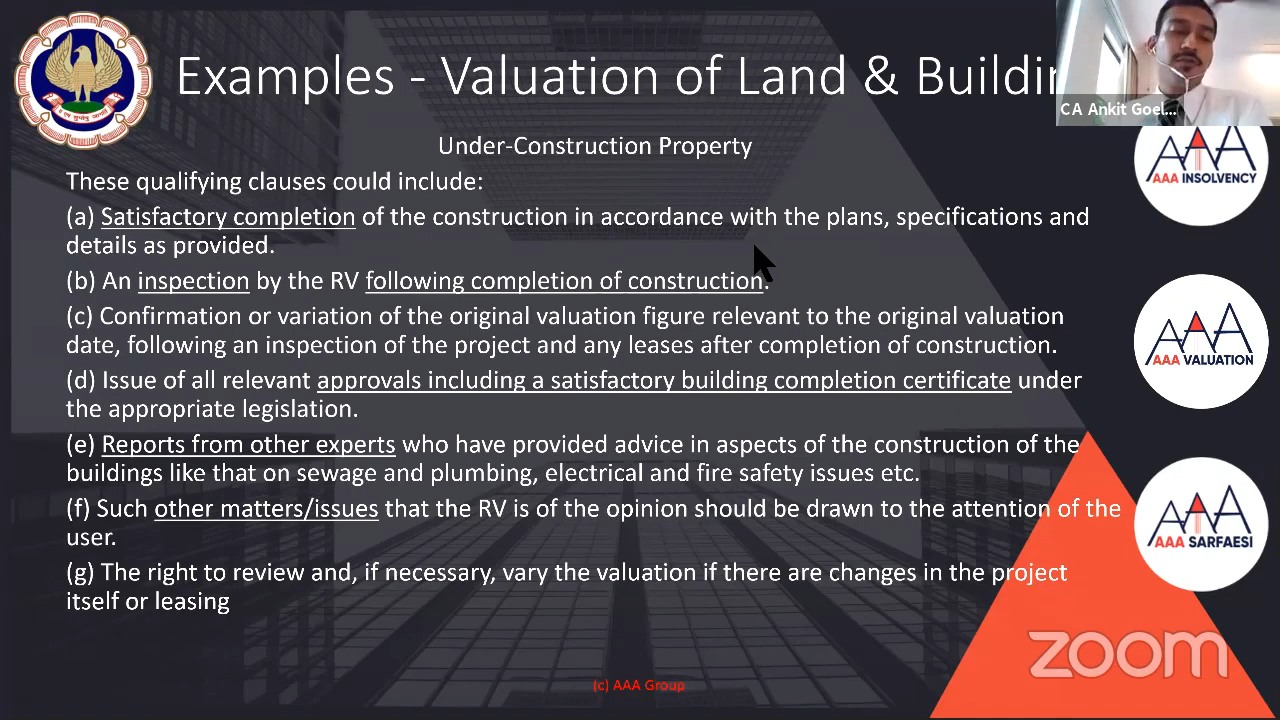 Examples - Valuation of Land & Buildin
CA Ankit Goel...
Under-Construction Property
These qualifying clauses could include:
(a) Satisfactory completion of the construction in accordance with the plans, specifications and
details as provided.
(b) An inspection by the RV following completion of construction.
(c) Confirmation or variation of the original valuation figure relevant to the original valuation
date, following an inspection of the project and any leases after completion of construction.
(d) Issue of all relevant approvals including a satisfactory building completion certificate under
the appropriate legislation.
(e) Reports from other experts who have provided advice in aspects of the construction of the
buildings like that on sewage and plumbing, electrical and fire safety issues etc.
(f) Such other matters/issues that the RV is of the opinion should be drawn to the attention of the
user.
(g) The right to review and, if necessary, vary the valuation if there are changes in the project
itself or leasing
AAA
AAA INSOLVENCY
AAA
AAA VALUATION
AAA
AAA SARFAESI
zoom
(c) AAA Group